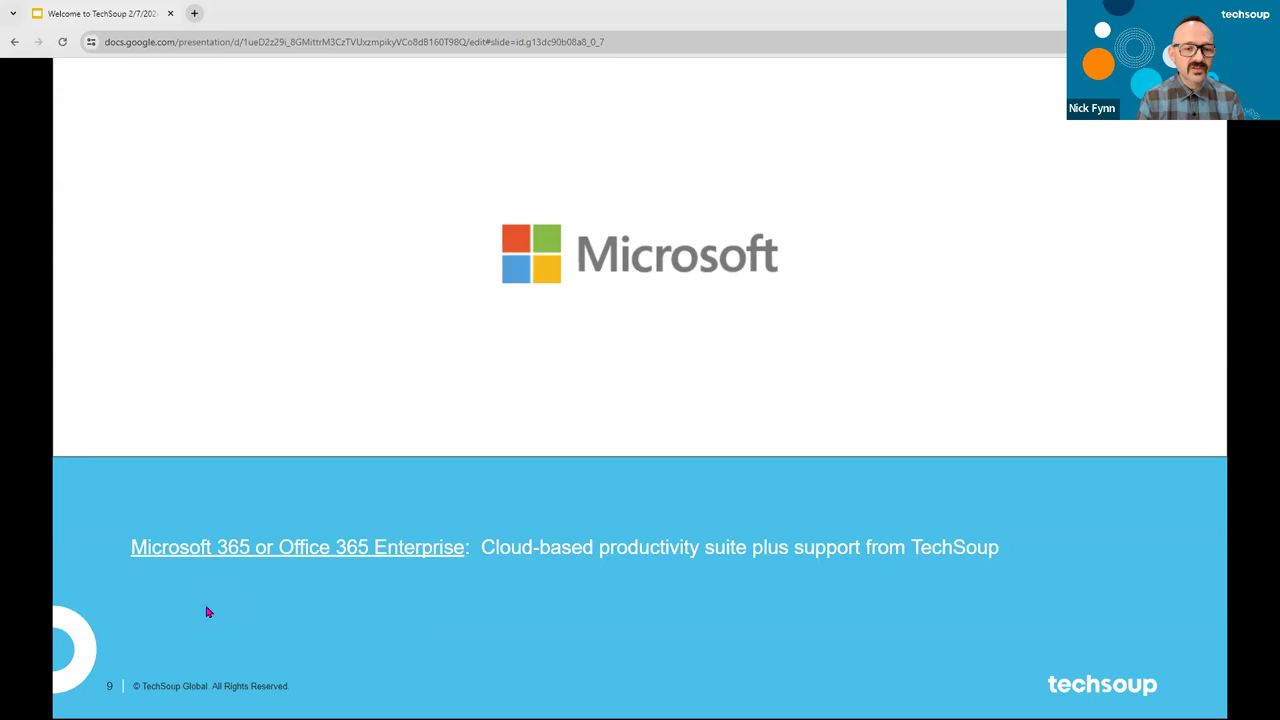 Welcome to TechSoup 2/7/202
docs.google.com/presentation/d/1ueD2z29i_8GMittrM3CzTVUxzmpikyVCo8dB160T98Q/edit#slide=id.g13dc90b08a8_0_7
techsoup
Nick Fynn
Microsoft
Microsoft 365 or Office 365 Enterprise: Cloud-based productivity suite plus support from TechSoup
9
© TechSoup Global. All Rights Reserved.
techsoup